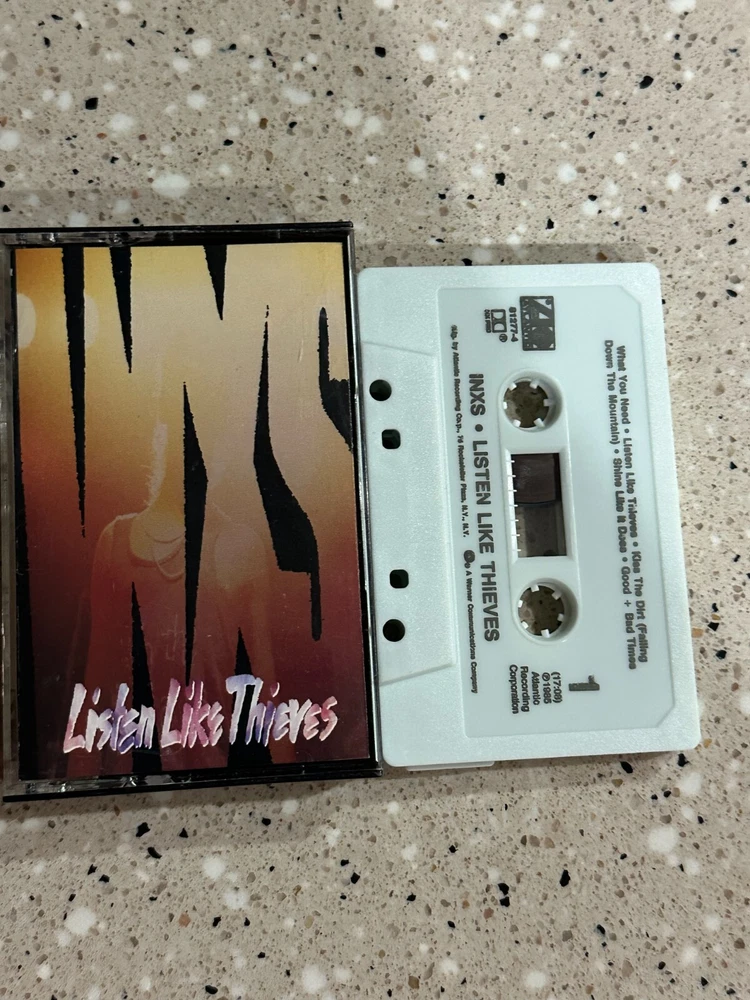 INXS
Listen Like Thieves
What You Need • Listen Like Thieves • Kiss The Dirt (Falling
Down The Mountain) • Shine Like It Does • Good + Bad Times
81277-4
INXS • LISTEN LIKE THIEVES
Mfg. by Atlantic Recording Corp., 75 Rockefeller Plaza, N.Y., N.Y. A Warner Communications Company
1
(17:09)
℗1985
Atlantic
Recording
Corporation